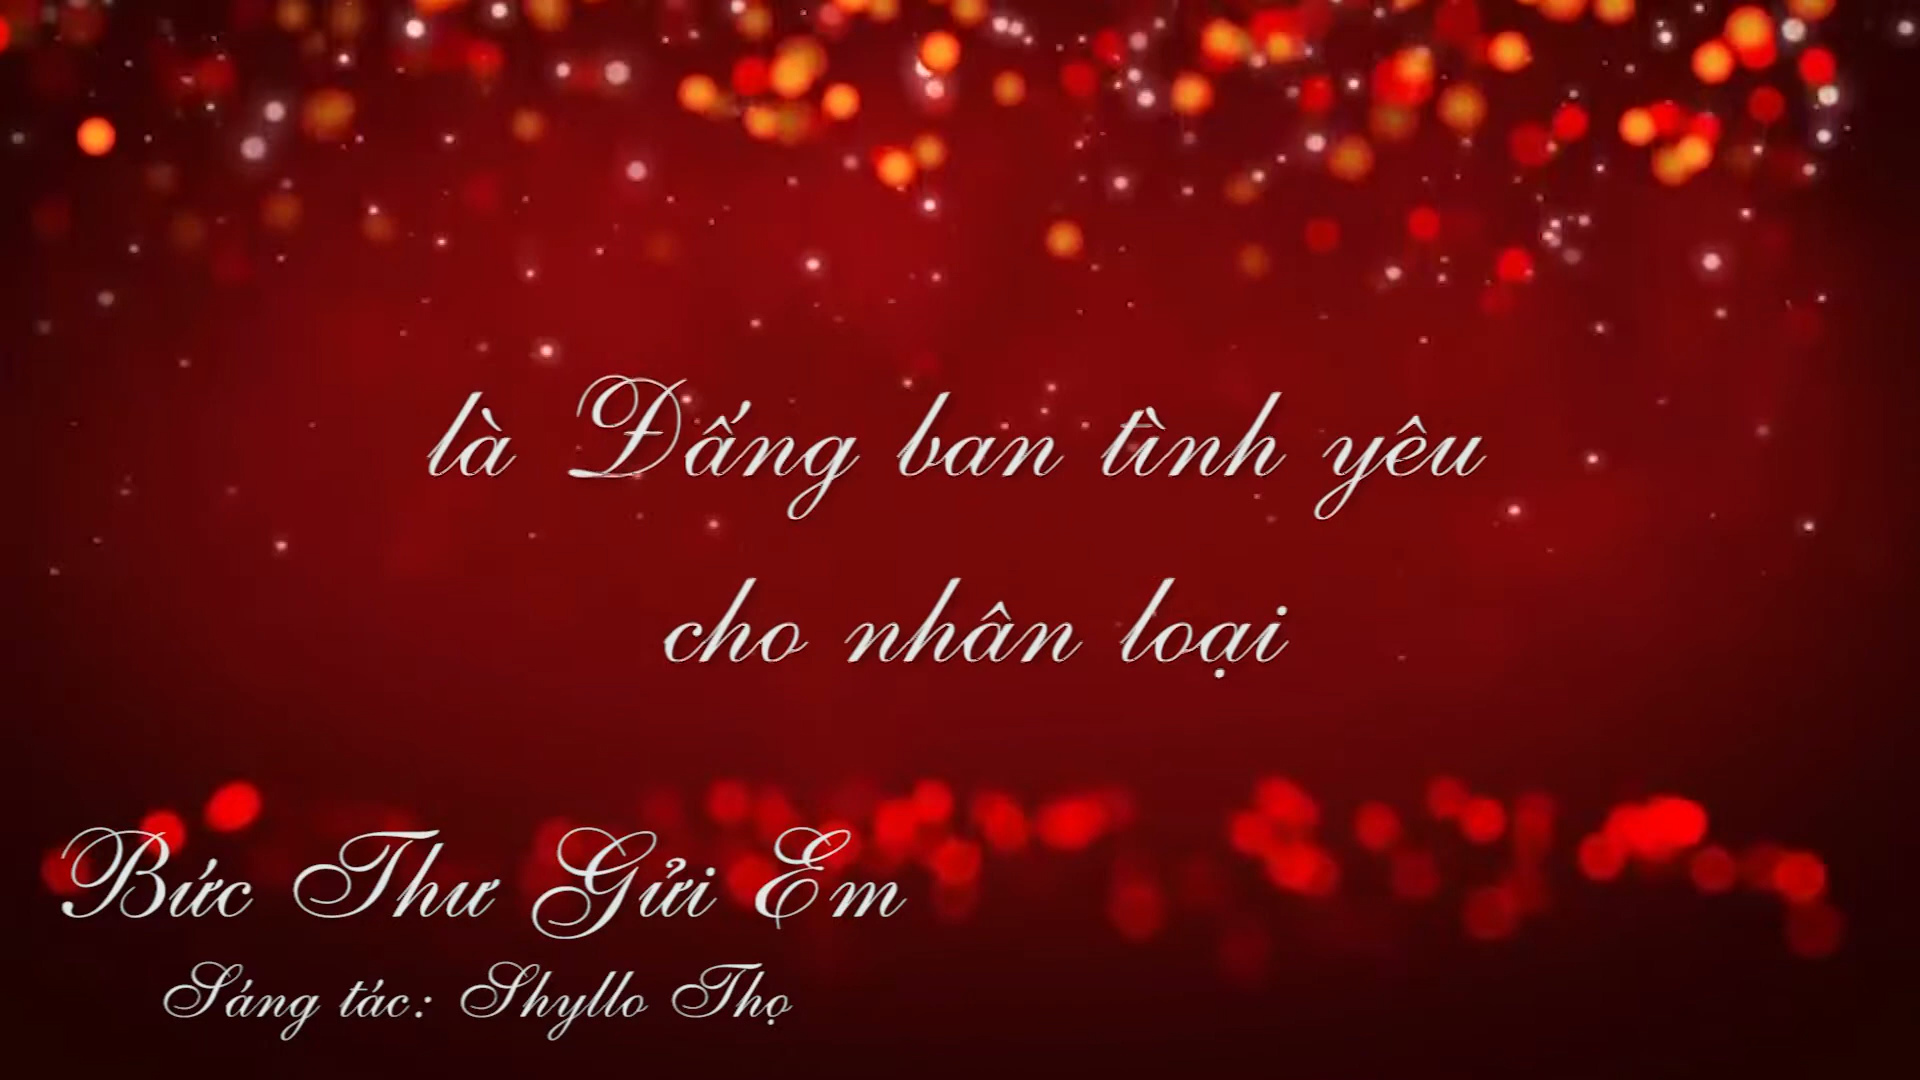 là Đấng ban tình yêu
cho nhân loại
Bức Thư Gửi Em
Sáng tác: Shyllo Thọ